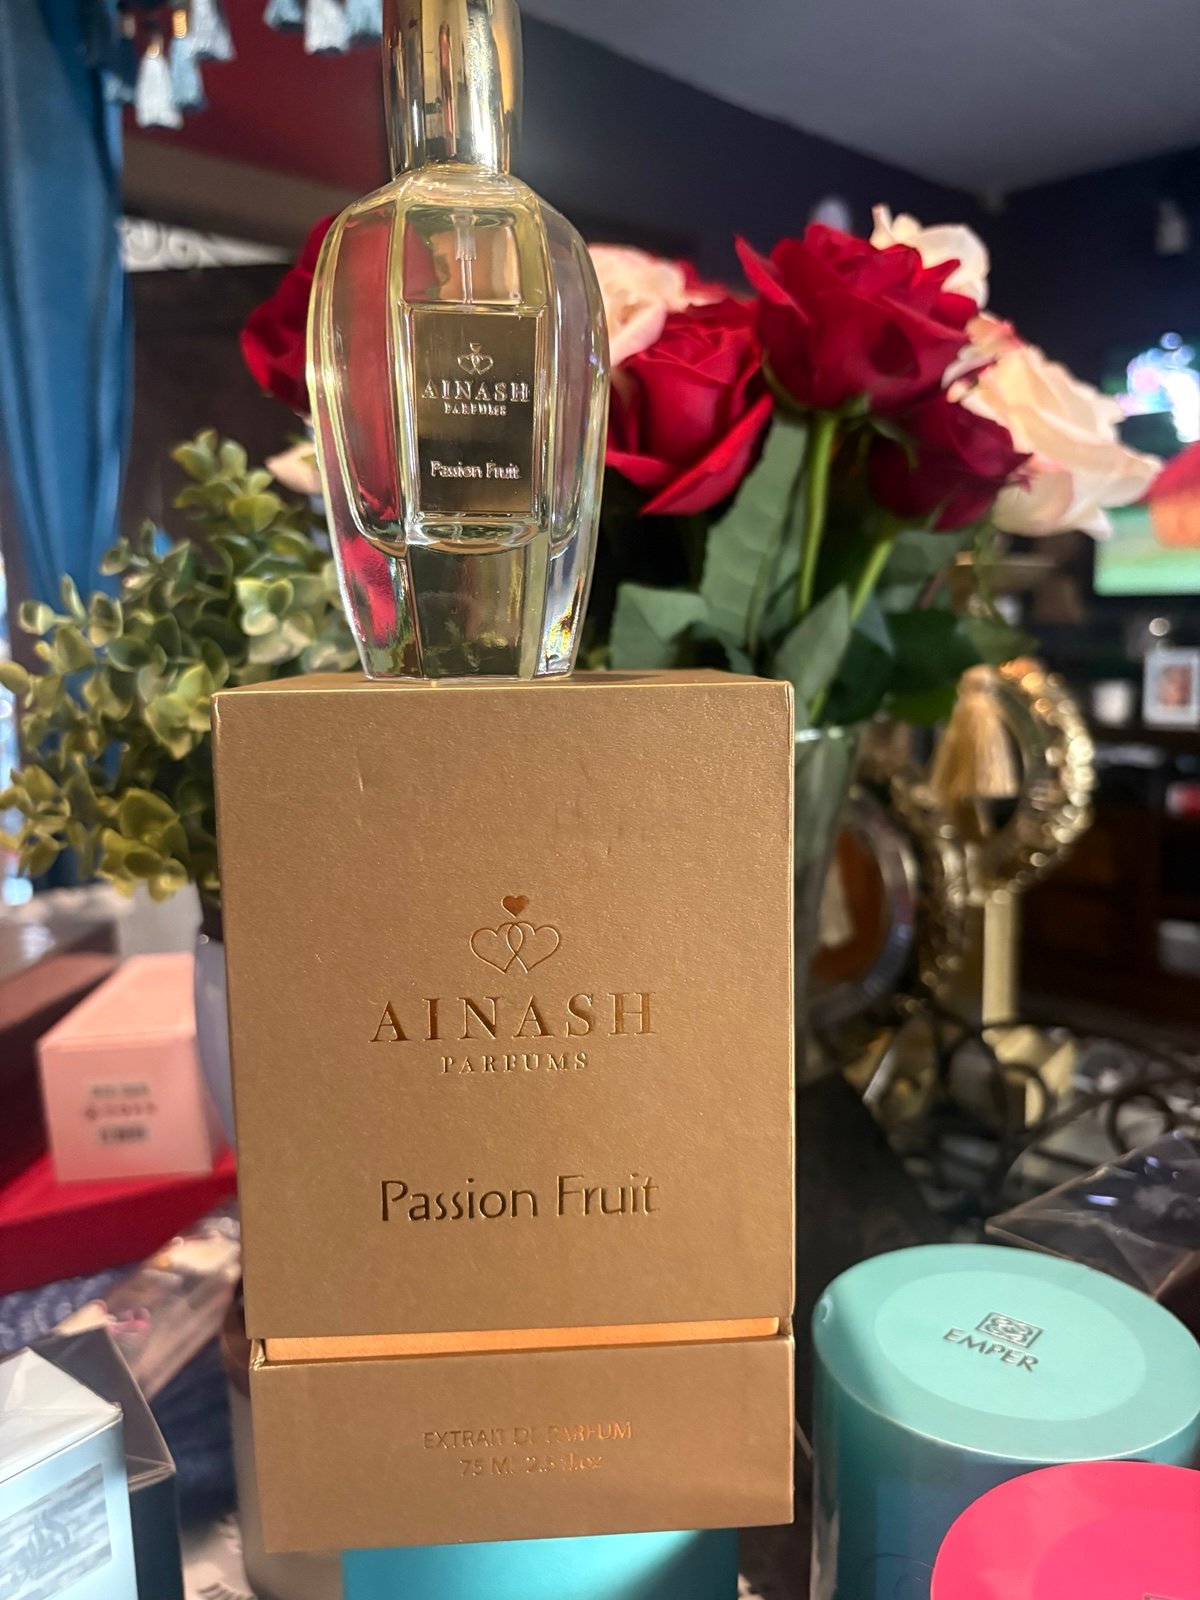 AINASH
PARFUMS
Passion Fruit
AINASH
PARFUMS
Passion Fruit
EXTRAIT DE PARFUM
75 ML 2.5 fl.oz
EMPER